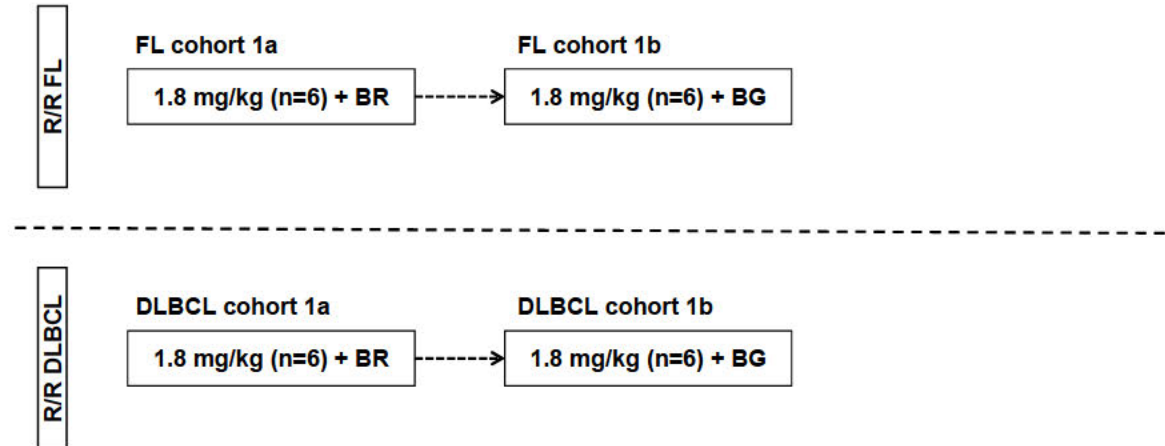 R/R FL
FL cohort 1a
FL cohort 1b
1.8 mg/kg (n=6) + BR
1.8 mg/kg (n=6) + BG
R/R DLBCL
DLBCL cohort 1a
DLBCL cohort 1b
1.8 mg/kg (n=6) + BR
1.8 mg/kg (n=6) + BG